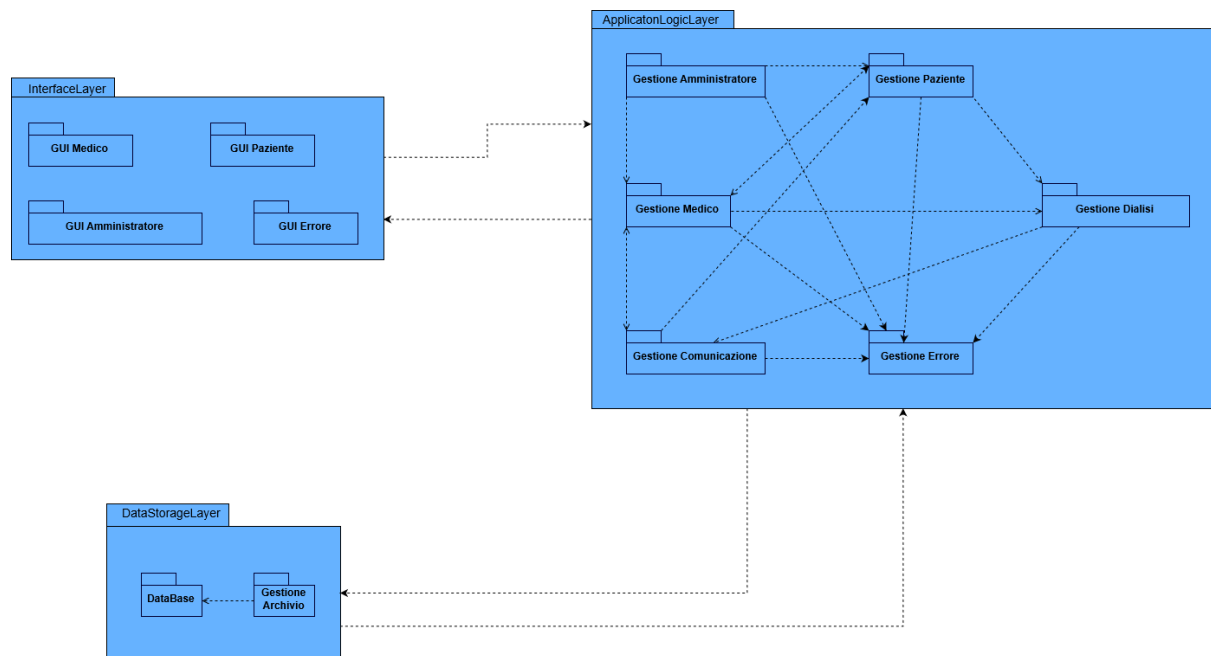 ApplicatonLogicLayer
Gestione Amministratore
Gestione Paziente
InterfaceLayer
GUI Medico
GUI Paziente
GUI Amministratore
GUI Errore
Gestione Medico
Gestione Dialisi
Gestione Comunicazione
Gestione Errore
DataStorageLayer
DataBase
Gestione
Archivio